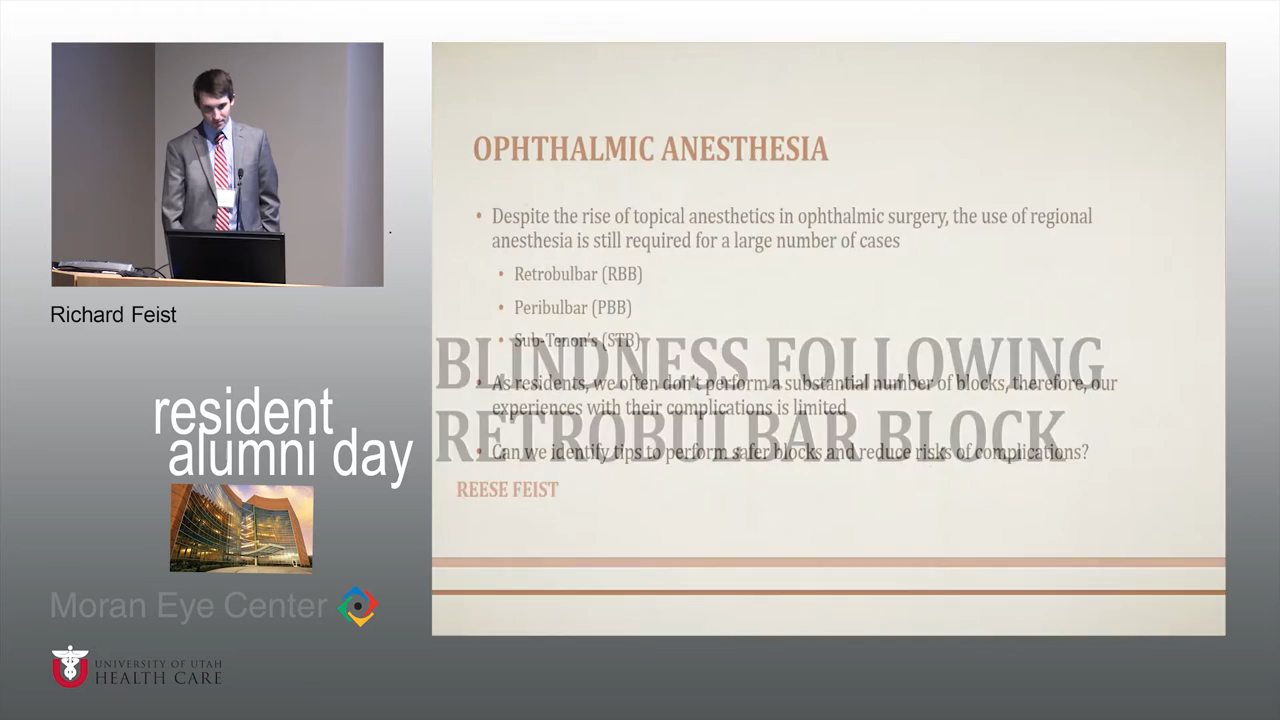 Richard Feist
resident
alumni day
Moran Eye Center
UNIVERSITY OF UTAH
HEALTH CARE
OPHTHALMIC ANESTHESIA
• Despite the rise of topical anesthetics in ophthalmic surgery, the use of regional
anesthesia is still required for a large number of cases
• Retrobulbar (RBB)
• Peribulbar (PBB)
• Sub-Tenon's (STB)
• As residents, we often don't perform a substantial number of blocks, therefore, our
experiences with their complications is limited
• Can we identify tips to perform safer blocks and reduce risks of complications?
BLINDNESS FOLLOWING
RETROBULBAR BLOCK
REESE FEIST